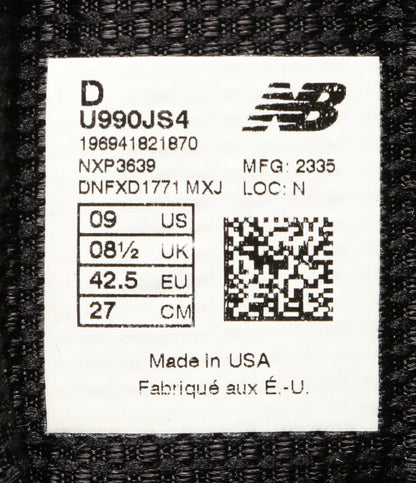 D
NB
U990JS4
196941821870
NXP3639 MFG: 2335
DNFXD1771 MXJ LOC: N
09 US
08½ UK
42.5 EU
27 CM
Made in USA
Fabriqué aux É.-U.